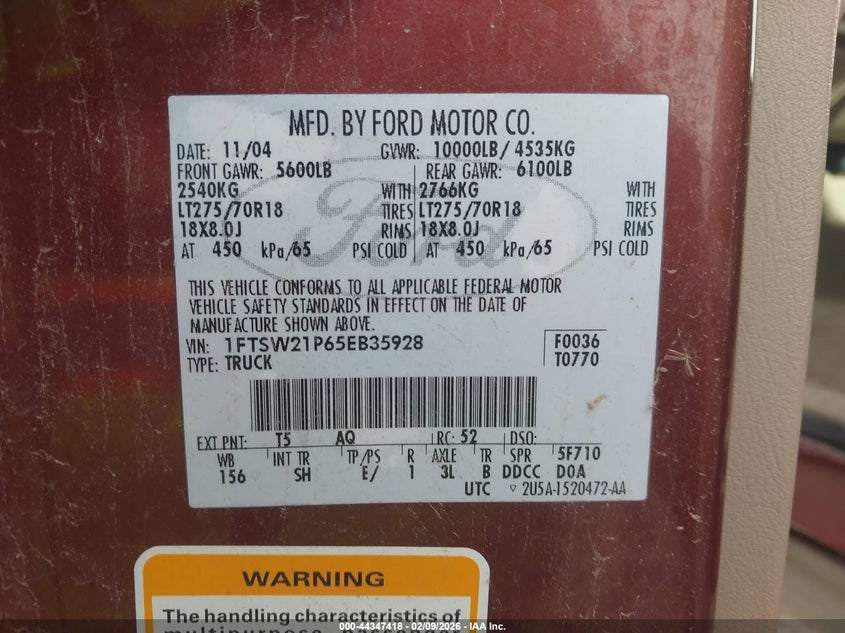 MFD. BY FORD MOTOR CO.
DATE: 11/04 GVWR: 10000LB/ 4535KG
FRONT GAWR: 5600LB REAR GAWR: 6100LB
2540KG WITH 2766KG WITH
LT275/70R18 TIRES LT275/70R18 TIRES
18X8.0J RIMS 18X8.0J RIMS
AT 450 kPa/65 PSI COLD AT 450 kPa/65 PSI COLD
Ford
THIS VEHICLE CONFORMS TO ALL APPLICABLE FEDERAL MOTOR
VEHICLE SAFETY STANDARDS IN EFFECT ON THE DATE OF
MANUFACTURE SHOWN ABOVE.
VIN: 1FTSW21P65EB35928 F0036
TYPE: TRUCK T0770
EXT PNT: T5 AQ RC: 52 DSO:
WB INT TR TP/PS R AXLE TR SPR 5F710
156 SH E/ 1 3L B DDCC D0A
UTC ▽ 2U5A-1520472-AA
WARNING
The handling characteristics of
000-44347418 - 02/09/2026 - IAA Inc.